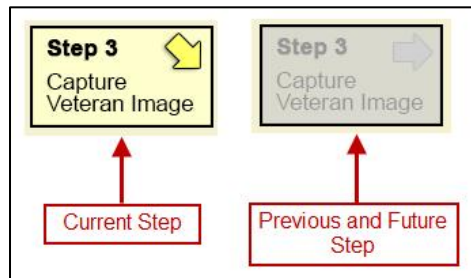 Step 3
Capture
Veteran Image
Step 3
Capture
Veteran Image
Current Step
Previous and Future
Step